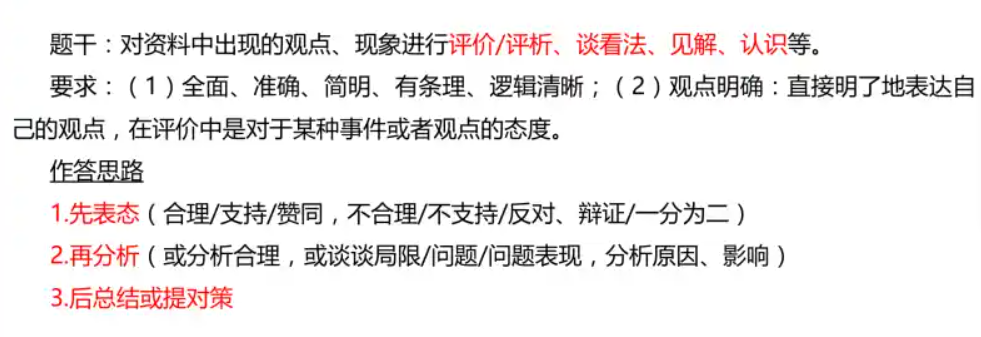 题干：对资料中出现的观点、现象进行评价/评析、谈看法、见解、认识等。
要求：（1）全面、准确、简明、有条理、逻辑清晰；（2）观点明确：直接明了地表达自
己的观点，在评价中是对于某种事件或者观点的态度。
作答思路
1.先表态（合理/支持/赞同，不合理/不支持/反对、辩证/一分为二）
2.再分析（或分析合理，或谈谈局限/问题/问题表现，分析原因、影响）
3.后总结或提对策